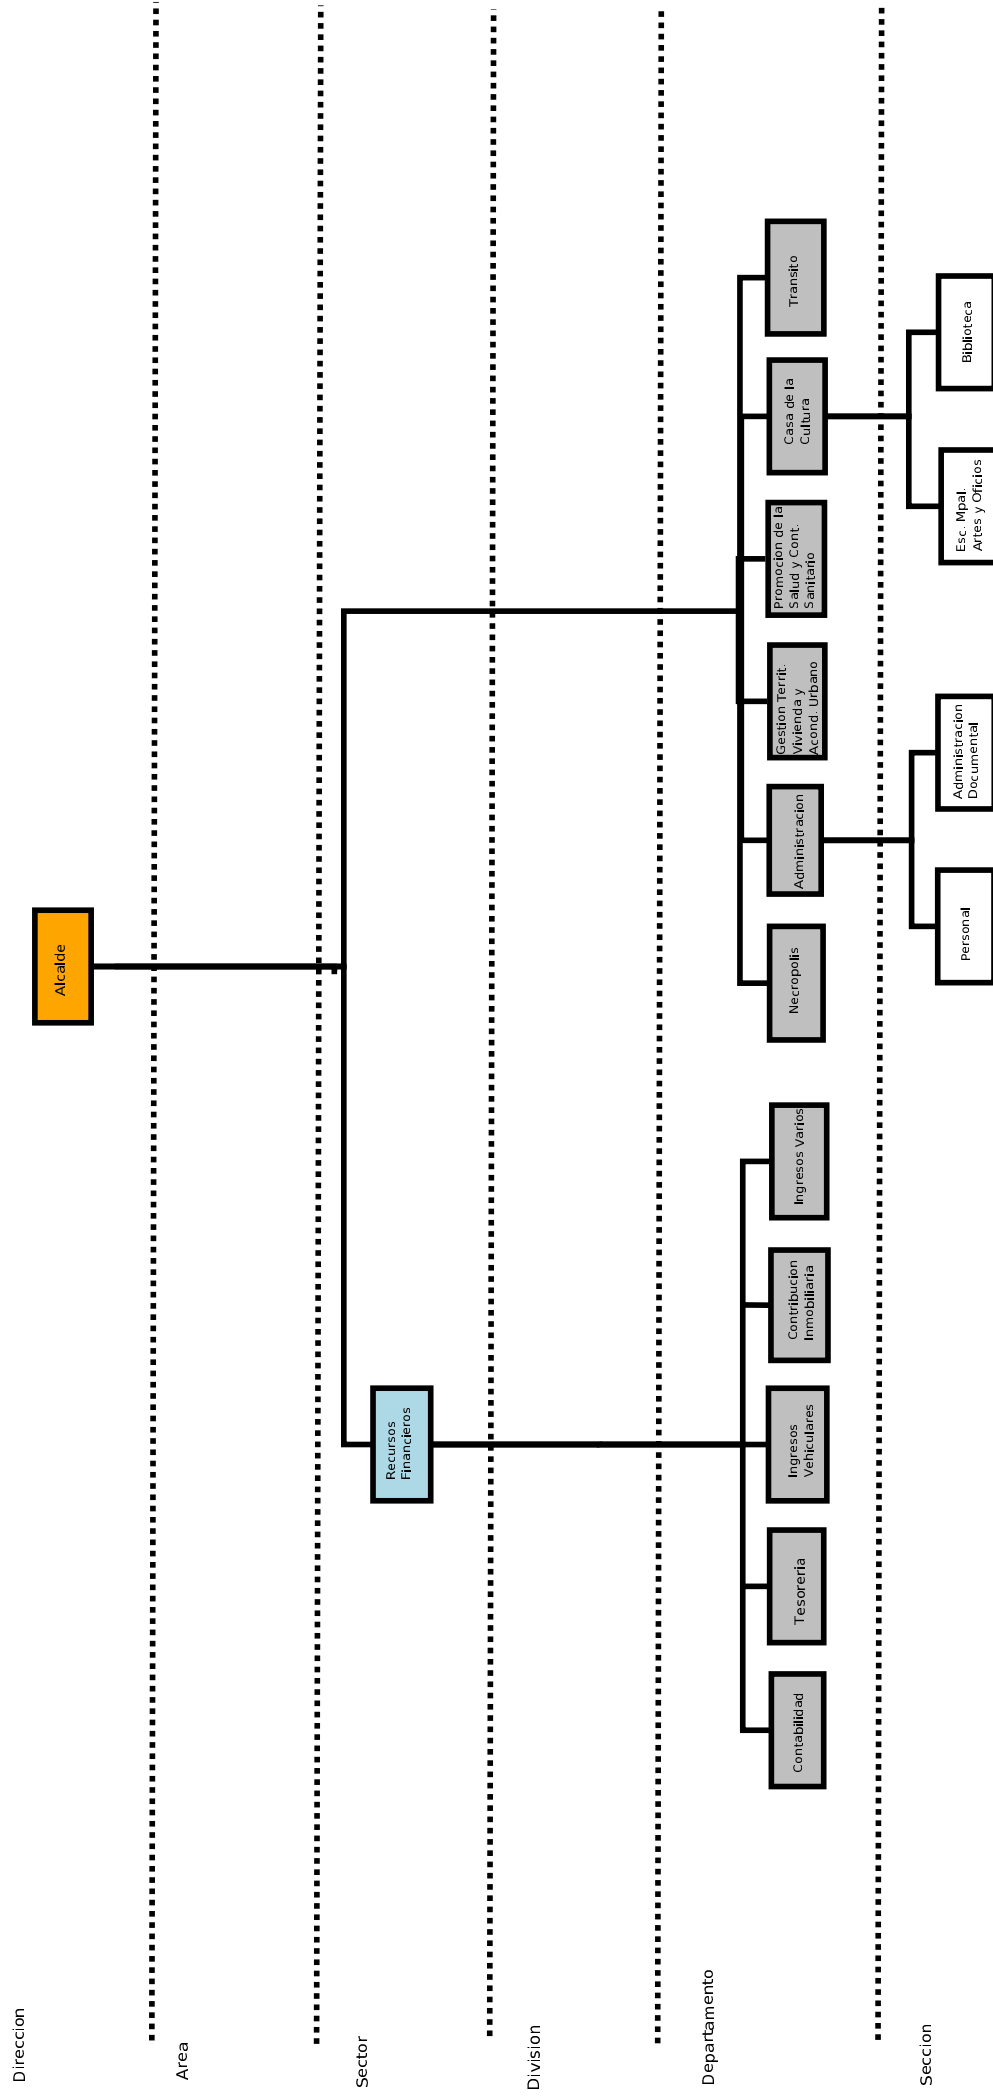 Direccion
Alcalde
Area
Sector
Recursos
Financieros
Division
Departamento
Contabilidad
Tesoreria
Ingresos
Vehiculares
Contribucion
Inmobiliaria
Ingresos Varios
Necropolis
Administracion
Gestion Territ.
Vivienda y
Acond. Urbano
Promocion de la
Salud y Cont.
Sanitario
Casa de la
Cultura
Transito
Seccion
Personal
Administracion
Documental
Esc. Mpal.
Artes y Oficios
Biblioteca